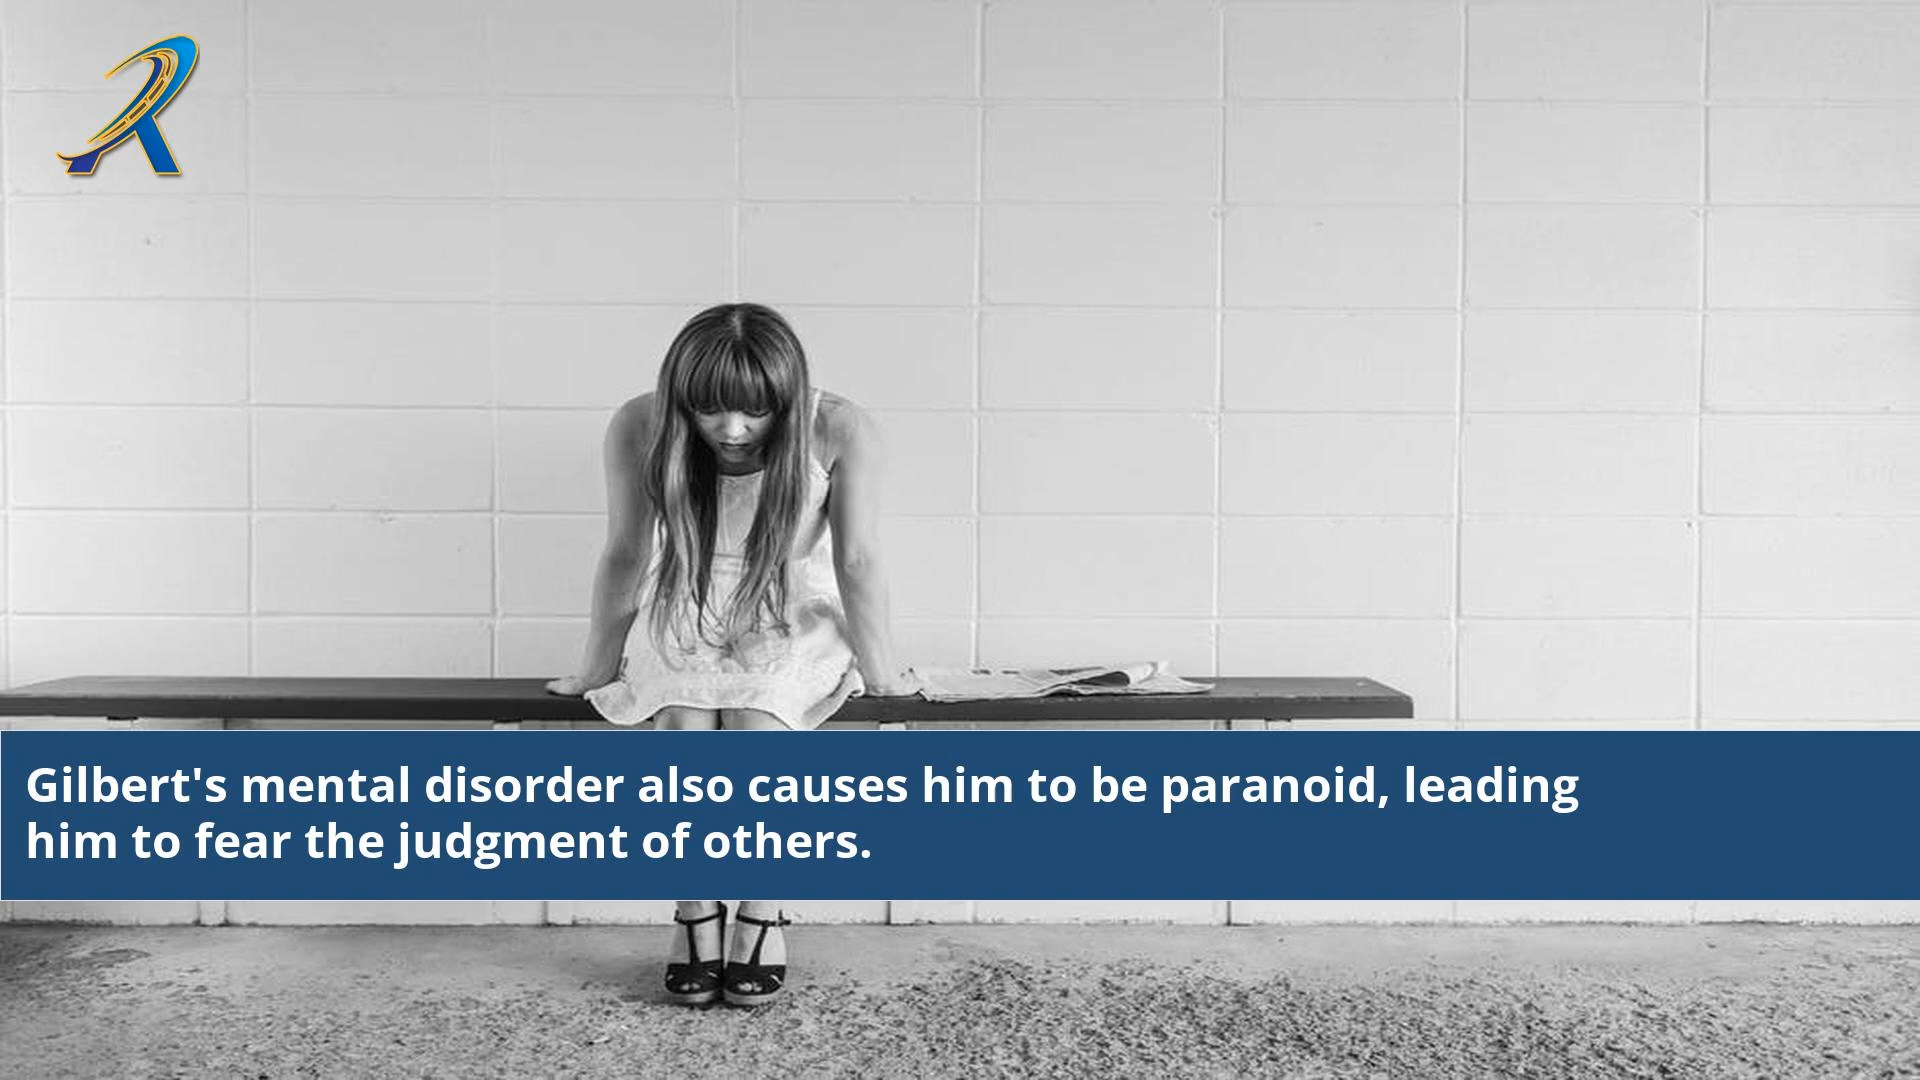 Gilbert's mental disorder also causes him to be paranoid, leading
him to fear the judgment of others.